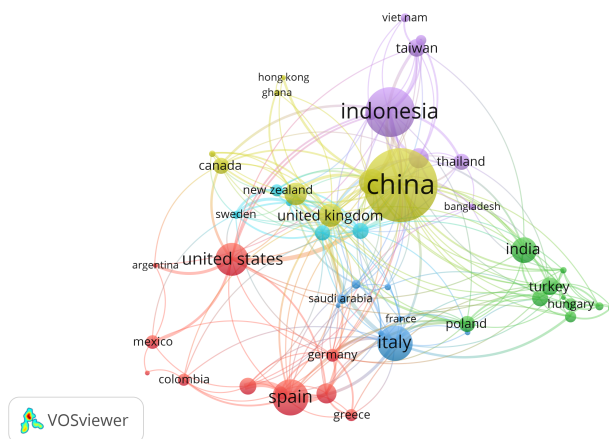 viet nam
taiwan
hong kong
ghana
indonesia
canada
thailand
china
new zealand
bangladesh
sweden
united kingdom
india
united states
argentina
turkey
saudi arabia
hungary
france
poland
mexico
italy
germany
colombia
spain
greece
VOSviewer